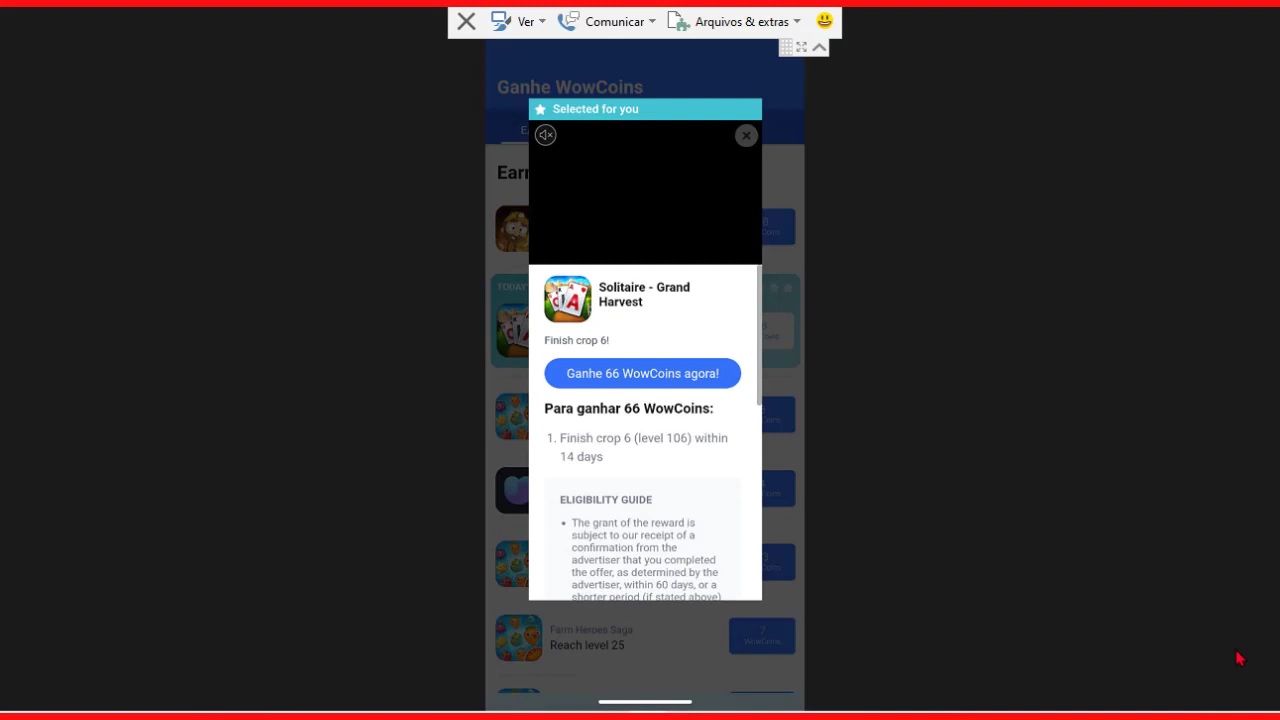 Ver
Comunicar
Arquivos & extras
Ganhe WowCoins
Selected for you
Earn
Solitaire - Grand
Harvest
Finish crop 6!
Ganhe 66 WowCoins agora!
Para ganhar 66 WowCoins:
1. Finish crop 6 (level 106) within
14 days
ELIGIBILITY GUIDE
• The grant of the reward is
subject to our receipt of a
confirmation from the
advertiser that you completed
the offer, as determined by the
advertiser, within 60 days, or a
shorter period (if stated above)
Farm Heroes Saga
Reach level 25
7
WowCoins